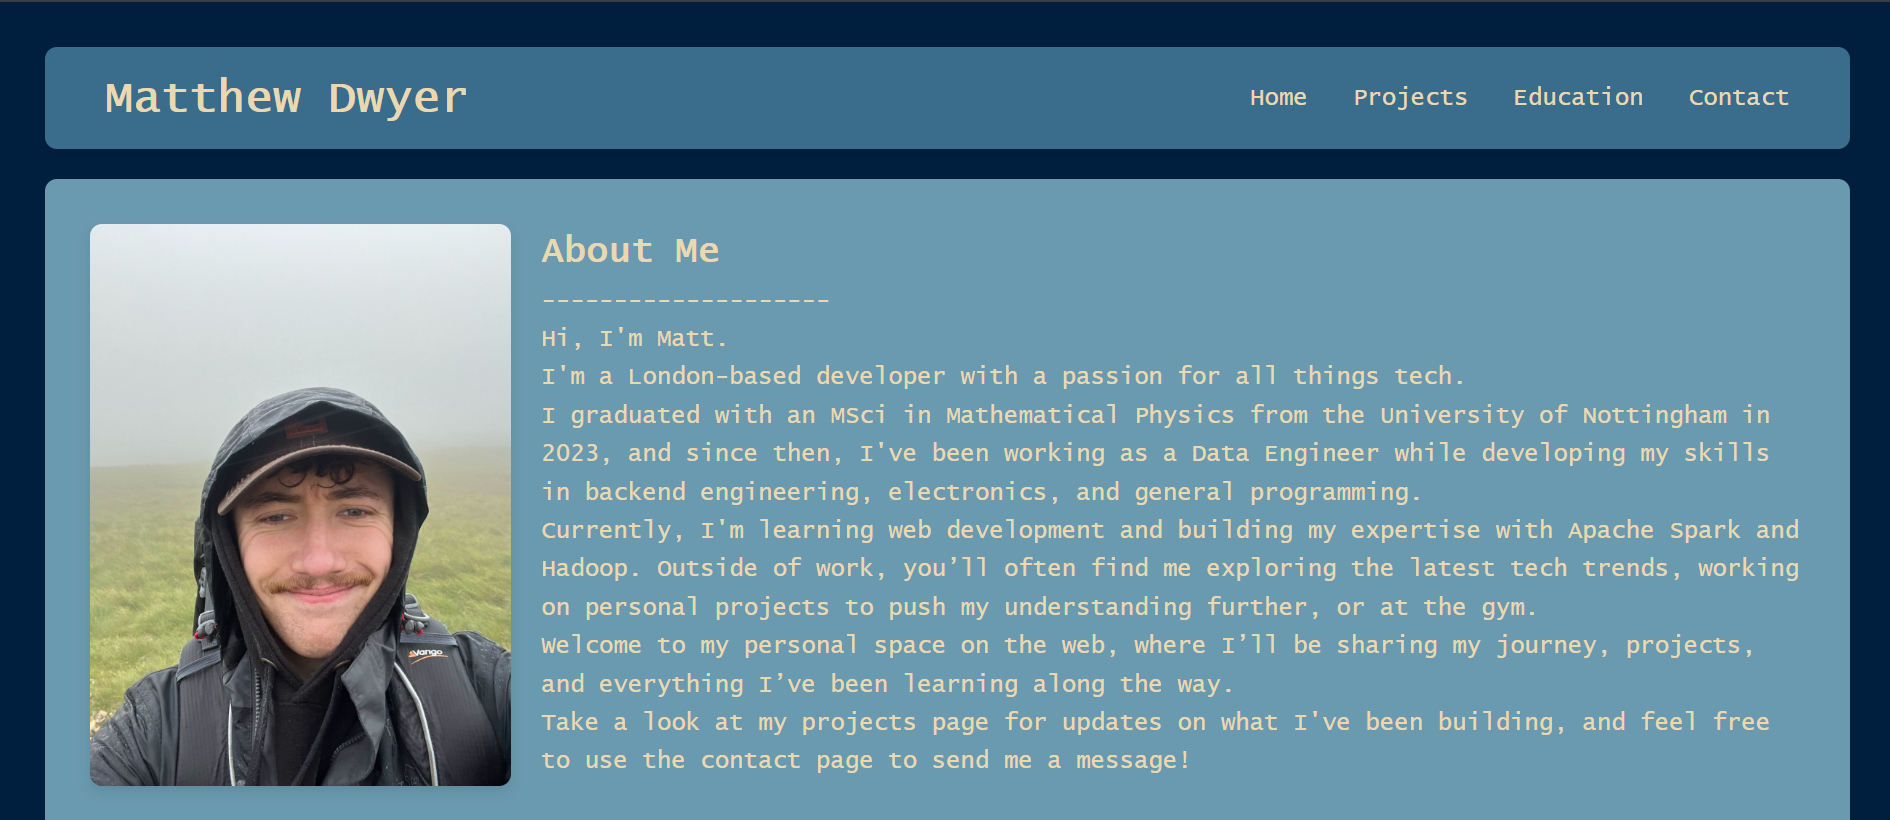 Matthew Dwyer
Home Projects Education Contact
About Me
--------------------
Hi, I'm Matt.
I'm a London-based developer with a passion for all things tech.
I graduated with an MSci in Mathematical Physics from the University of Nottingham in
2023, and since then, I've been working as a Data Engineer while developing my skills
in backend engineering, electronics, and general programming.
Currently, I'm learning web development and building my expertise with Apache Spark and
Hadoop. Outside of work, you’ll often find me exploring the latest tech trends, working
on personal projects to push my understanding further, or at the gym.
Welcome to my personal space on the web, where I’ll be sharing my journey, projects,
and everything I’ve been learning along the way.
Take a look at my projects page for updates on what I've been building, and feel free
to use the contact page to send me a message!
Vango